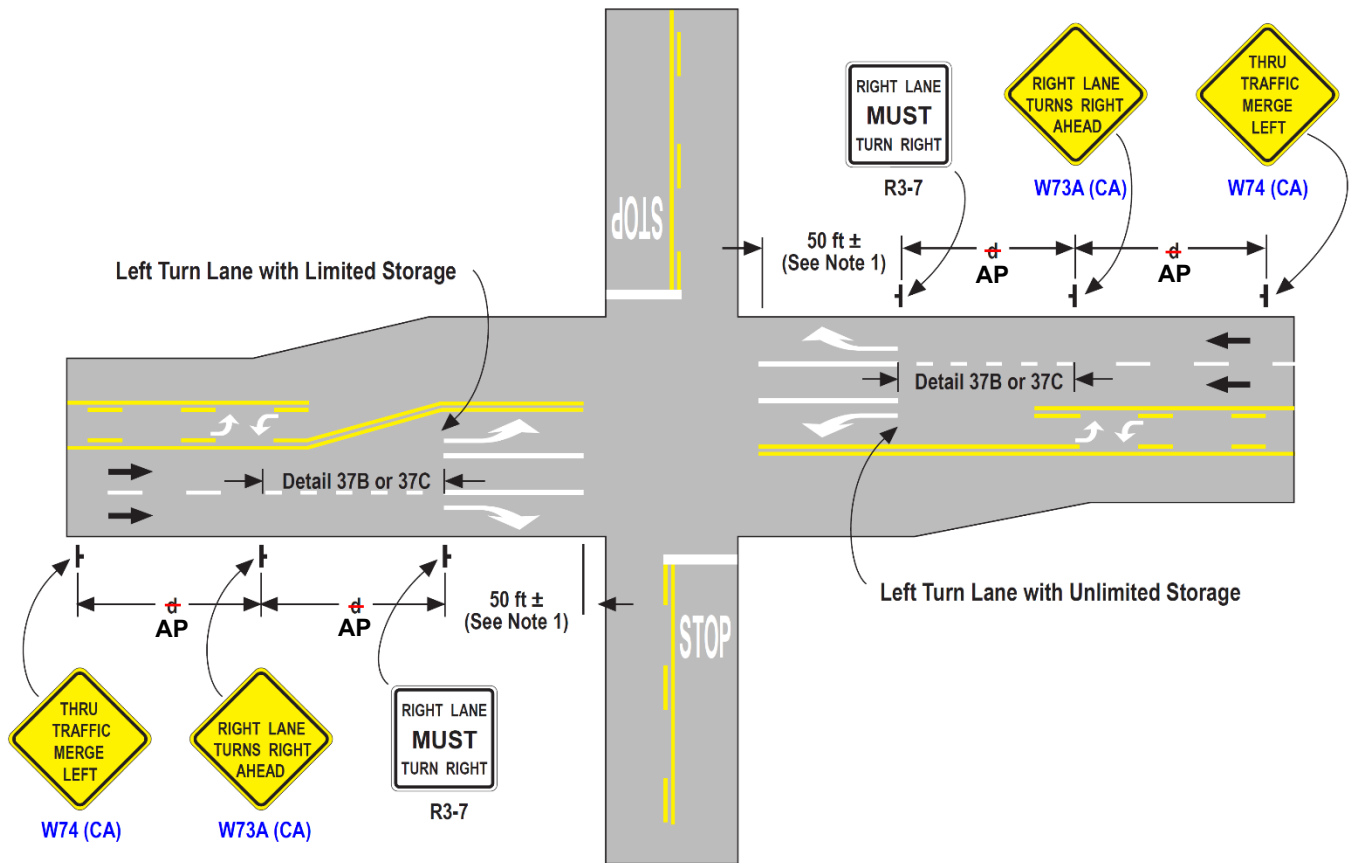 RIGHT LANE
MUST
TURN RIGHT
R3-7
RIGHT LANE
TURNS RIGHT
AHEAD
W73A (CA)
THRU
TRAFFIC
MERGE
LEFT
W74 (CA)
STOP
50 ft ±
(See Note 1)
d
AP
d
AP
Left Turn Lane with Limited Storage
Detail 37B or 37C
Detail 37B or 37C
Left Turn Lane with Unlimited Storage
d
AP
d
AP
50 ft ±
(See Note 1)
STOP
THRU
TRAFFIC
MERGE
LEFT
W74 (CA)
RIGHT LANE
TURNS RIGHT
AHEAD
W73A (CA)
RIGHT LANE
MUST
TURN RIGHT
R3-7